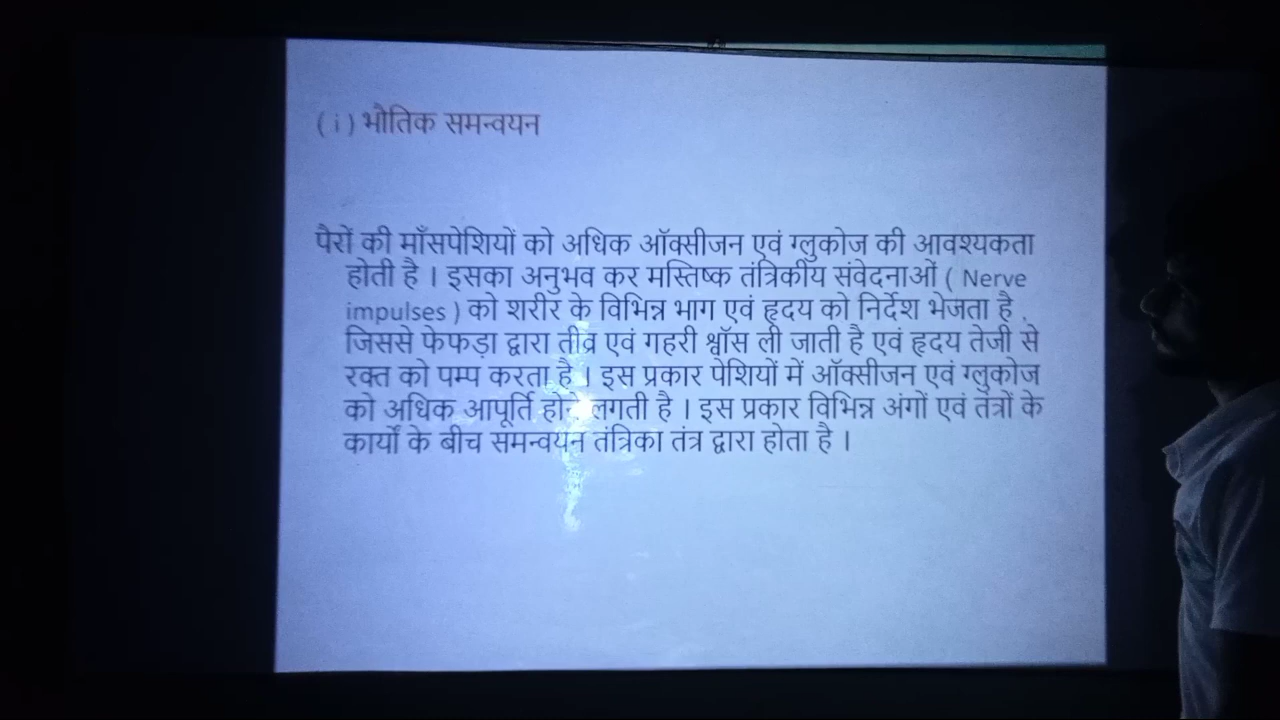 ( i ) भौतिक समन्वयन
पैरों की माँसपेशियों को अधिक ऑक्सीजन एवं ग्लुकोज की आवश्यकता
होती है । इसका अनुभव कर मस्तिष्क तंत्रिकीय संवेदनाओं ( Nerve
impulses ) को शरीर के विभिन्न भाग एवं हृदय को निर्देश भेजता है ,
जिससे फेफड़ा द्वारा तीव्र एवं गहरी श्वॉस ली जाती है एवं हृदय तेजी से
रक्त को पम्प करता है । इस प्रकार पेशियों में ऑक्सीजन एवं ग्लुकोज
को अधिक आपूर्ति होने लगती है । इस प्रकार विभिन्न अंगों एवं तंत्रों के
कार्यों के बीच समन्वयन तंत्रिका तंत्र द्वारा होता है ।